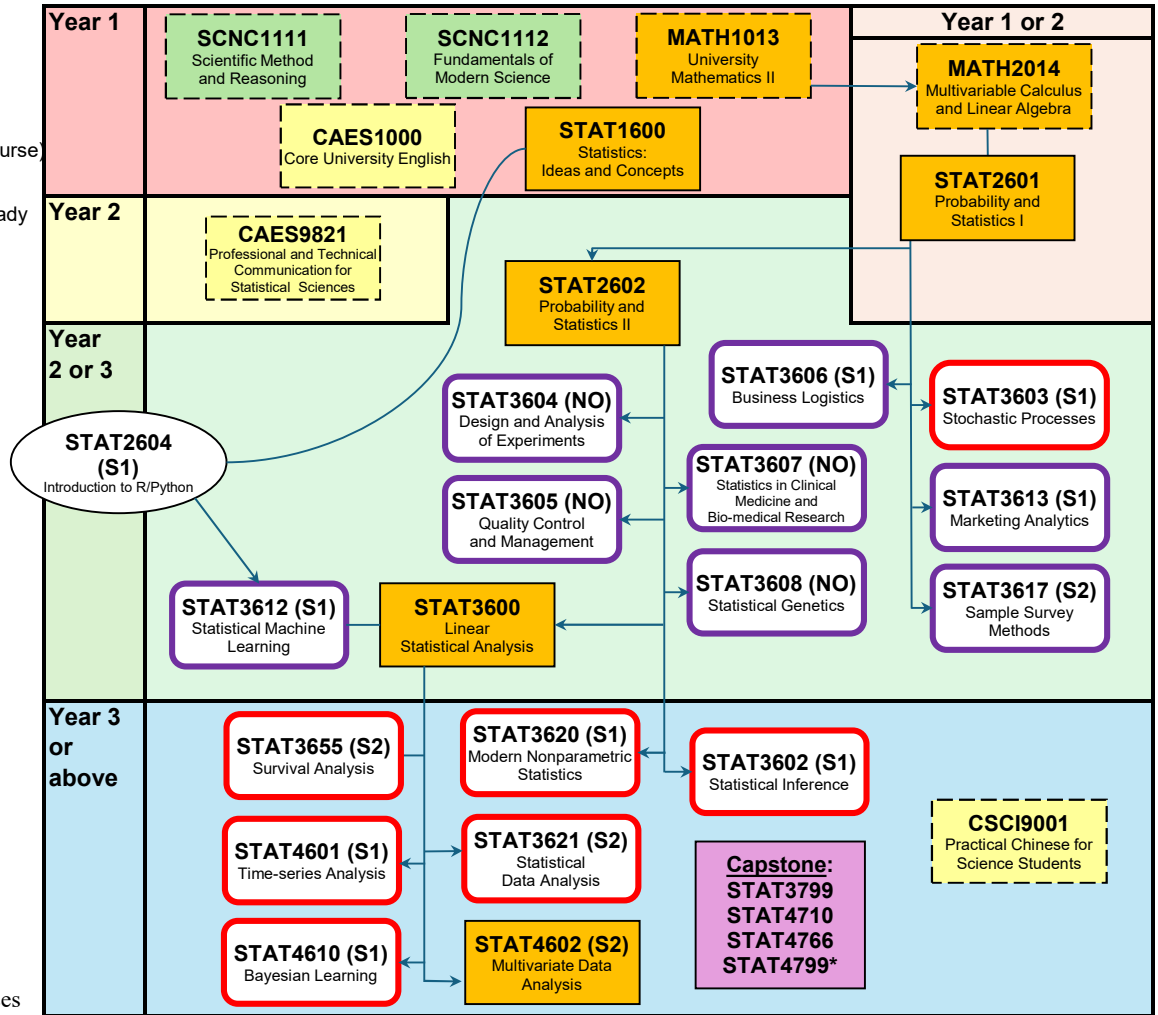 Year 1
SCNC1111
Scientific Method
and Reasoning
SCNC1112
Fundamentals of
Modern Science
MATH1013
University
Mathematics II
Year 1 or 2
MATH2014
Multivariable Calculus
and Linear Algebra
CAES1000
Core University English
STAT1600
Statistics:
Ideas and Concepts
urse)
STAT2601
Probability and
Statistics I
ady
Year 2
CAES9821
Professional and Technical
Communication for
Statistical Sciences
STAT2602
Probability and
Statistics II
Year
2 or 3
STAT3604 (NO)
Design and Analysis
of Experiments
STAT3606 (S1)
Business Logistics
STAT3603 (S1)
Stochastic Processes
STAT2604
(S1)
Introduction to R/Python
STAT3605 (NO)
Quality Control
and Management
STAT3607 (NO)
Statistics in Clinical
Medicine and
Bio-medical Research
STAT3613 (S1)
Marketing Analytics
STAT3612 (S1)
Statistical Machine
Learning
STAT3600
Linear
Statistical Analysis
STAT3608 (NO)
Statistical Genetics
STAT3617 (S2)
Sample Survey
Methods
Year 3
or
above
STAT3655 (S2)
Survival Analysis
STAT3620 (S1)
Modern Nonparametric
Statistics
STAT3602 (S1)
Statistical Inference
STAT4601 (S1)
Time-series Analysis
STAT3621 (S2)
Statistical
Data Analysis
Capstone:
STAT3799
STAT4710
STAT4766
STAT4799*
CSCI9001
Practical Chinese for
Science Students
STAT4610 (S1)
Bayesian Learning
STAT4602 (S2)
Multivariate Data
Analysis
es